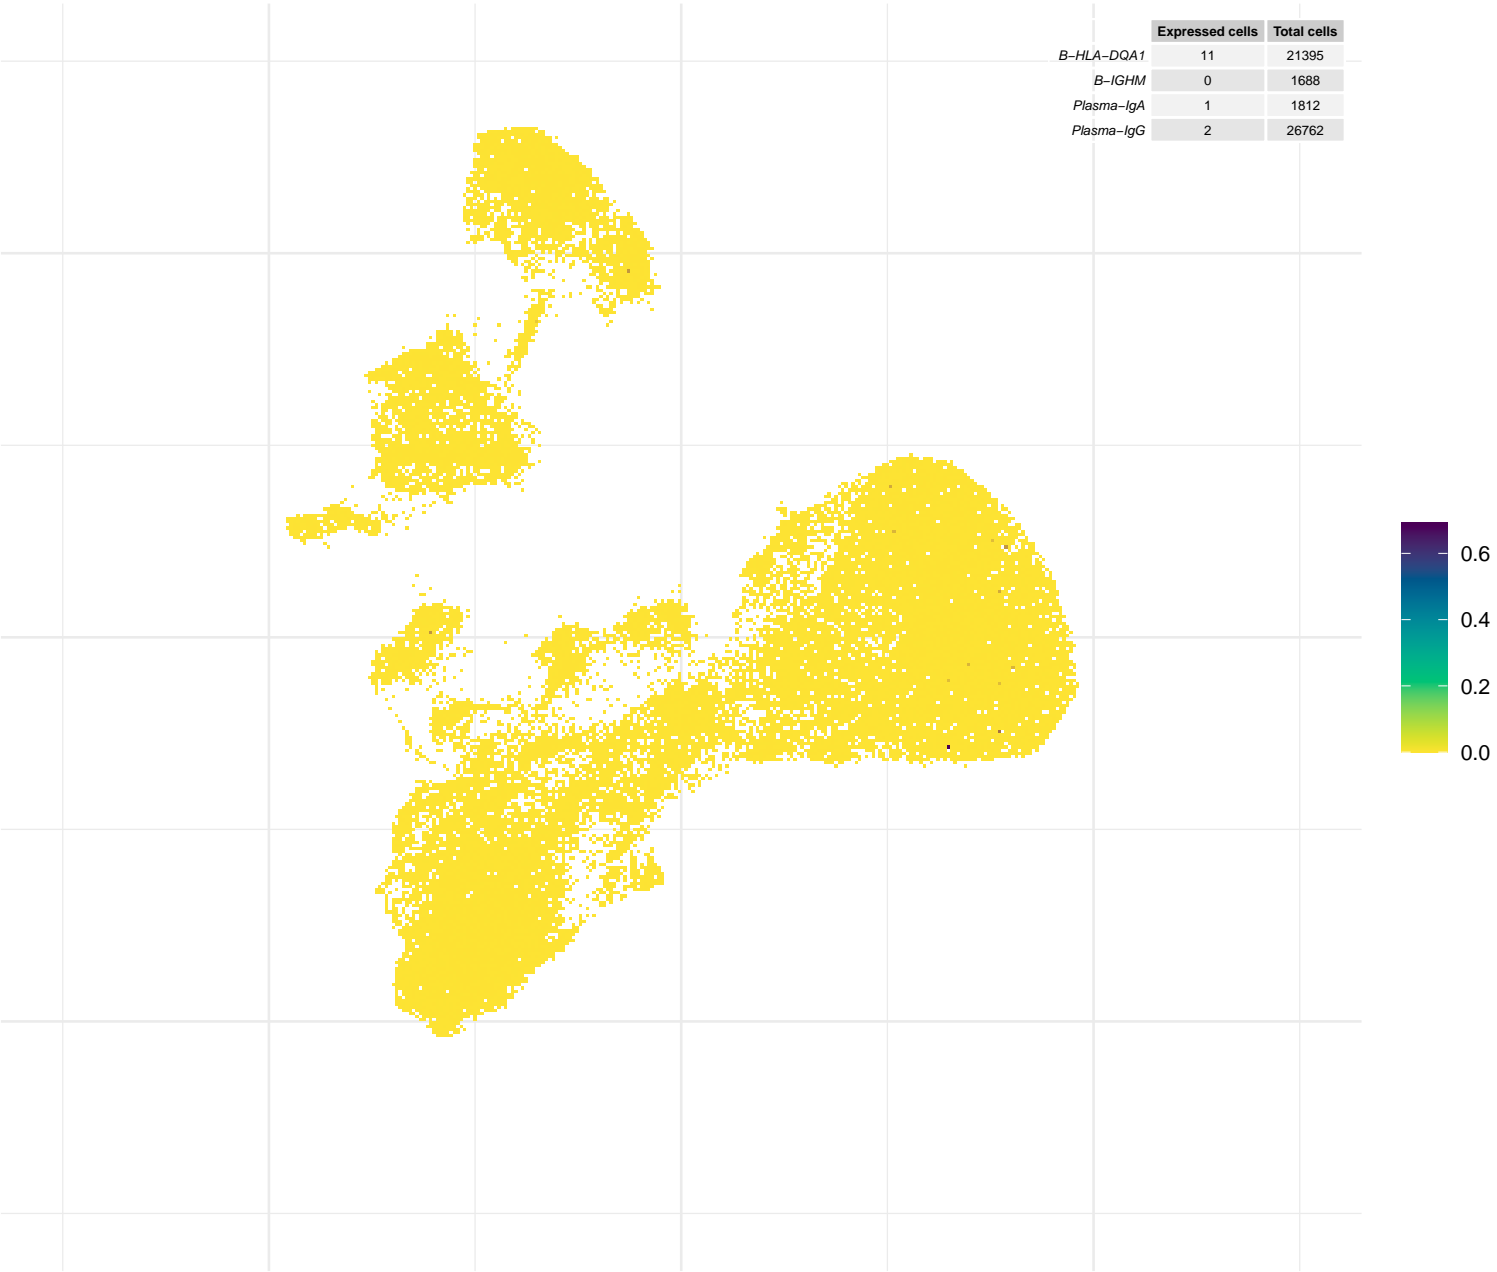 Expressed cells Total cells
B−HLA−DQA1 11 21395
B−IGHM 0 1688
Plasma−IgA 1 1812
Plasma−IgG 2 26762
0.6
0.4
0.2
0.0